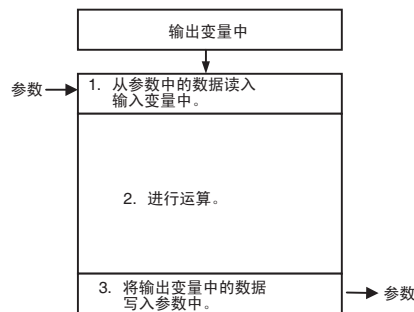 输出变量中
参数
1. 从参数中的数据读入
输入变量中。
2. 进行运算。
3. 将输出变量中的数据
写入参数中。
参数